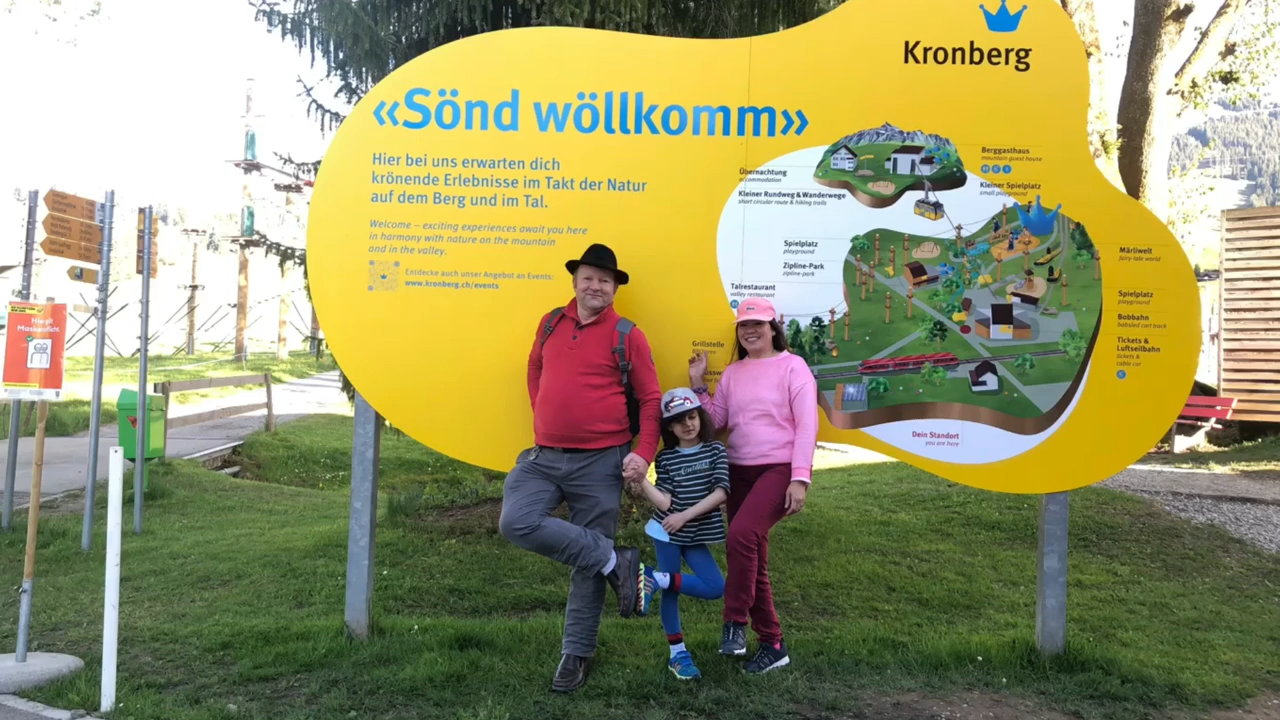 Kronberg
«Sönd wöllkomm»
Hier bei uns erwarten dich
krönende Erlebnisse im Takt der Natur
auf dem Berg und im Tal.
Welcome – exciting experiences await you here
in harmony with nature on the mountain
and in the valley.
Entdecke auch unser Angebot an Events:
www.kronberg.ch/events
Berggasthaus
mountain guest house
Übernachtung
accommodation
Kleiner Spielplatz
small playground
Kleiner Rundweg & Wanderwege
short circular route & hiking trails
Spielplatz
playground
Zipline-Park
zipline-park
Talrestaurant
valley restaurant
Grillstelle
Märliwelt
fairy-tale world
Spielplatz
playground
Bobbahn
bobsled cart track
Tickets &
Luftseilbahn
tickets &
cable car
Dein Standort
you are here
Hier gilt
Maskenpflicht